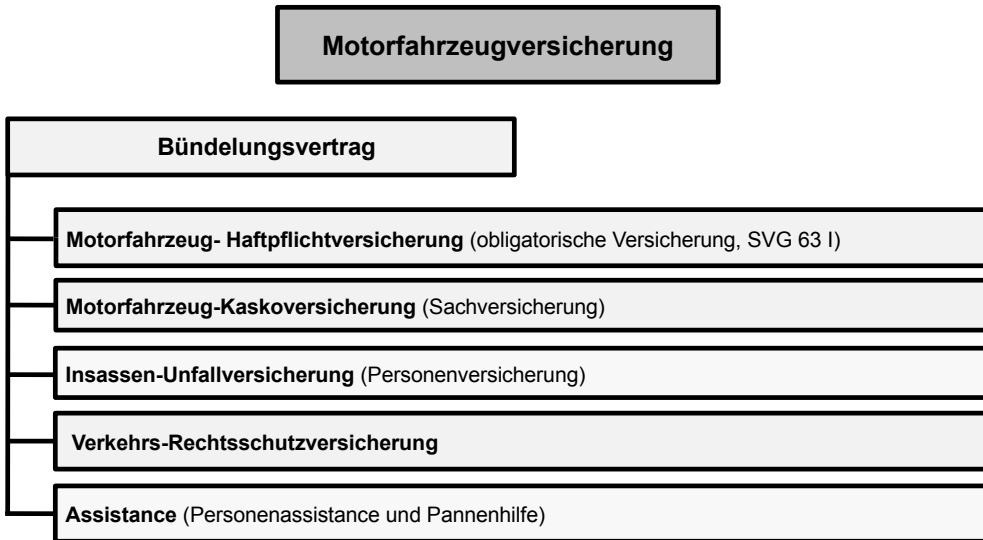 Motorfahrzeugversicherung
Bündelungsvertrag
Motorfahrzeug- Haftpflichtversicherung (obligatorische Versicherung, SVG 63 I)
Motorfahrzeug-Kaskoversicherung (Sachversicherung)
Insassen-Unfallversicherung (Personenversicherung)
Verkehrs-Rechtsschutzversicherung
Assistance (Personenassistance und Pannenhilfe)